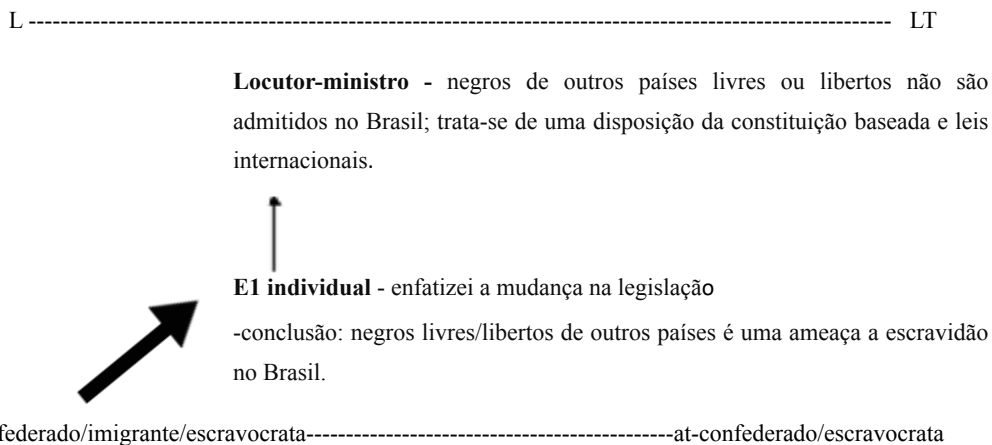 L ------------------------------------------------------------------------------------------------------------ LT
Locutor-ministro - negros de outros países livres ou libertos não são
admitidos no Brasil; trata-se de uma disposição da constituição baseada e leis
internacionais.
E1 individual - enfatizei a mudança na legislação
-conclusão: negros livres/libertos de outros países é uma ameaça a escravidão
no Brasil.
federado/imigrante/escravocrata----------------------------------------------at-confederado/escravocrata